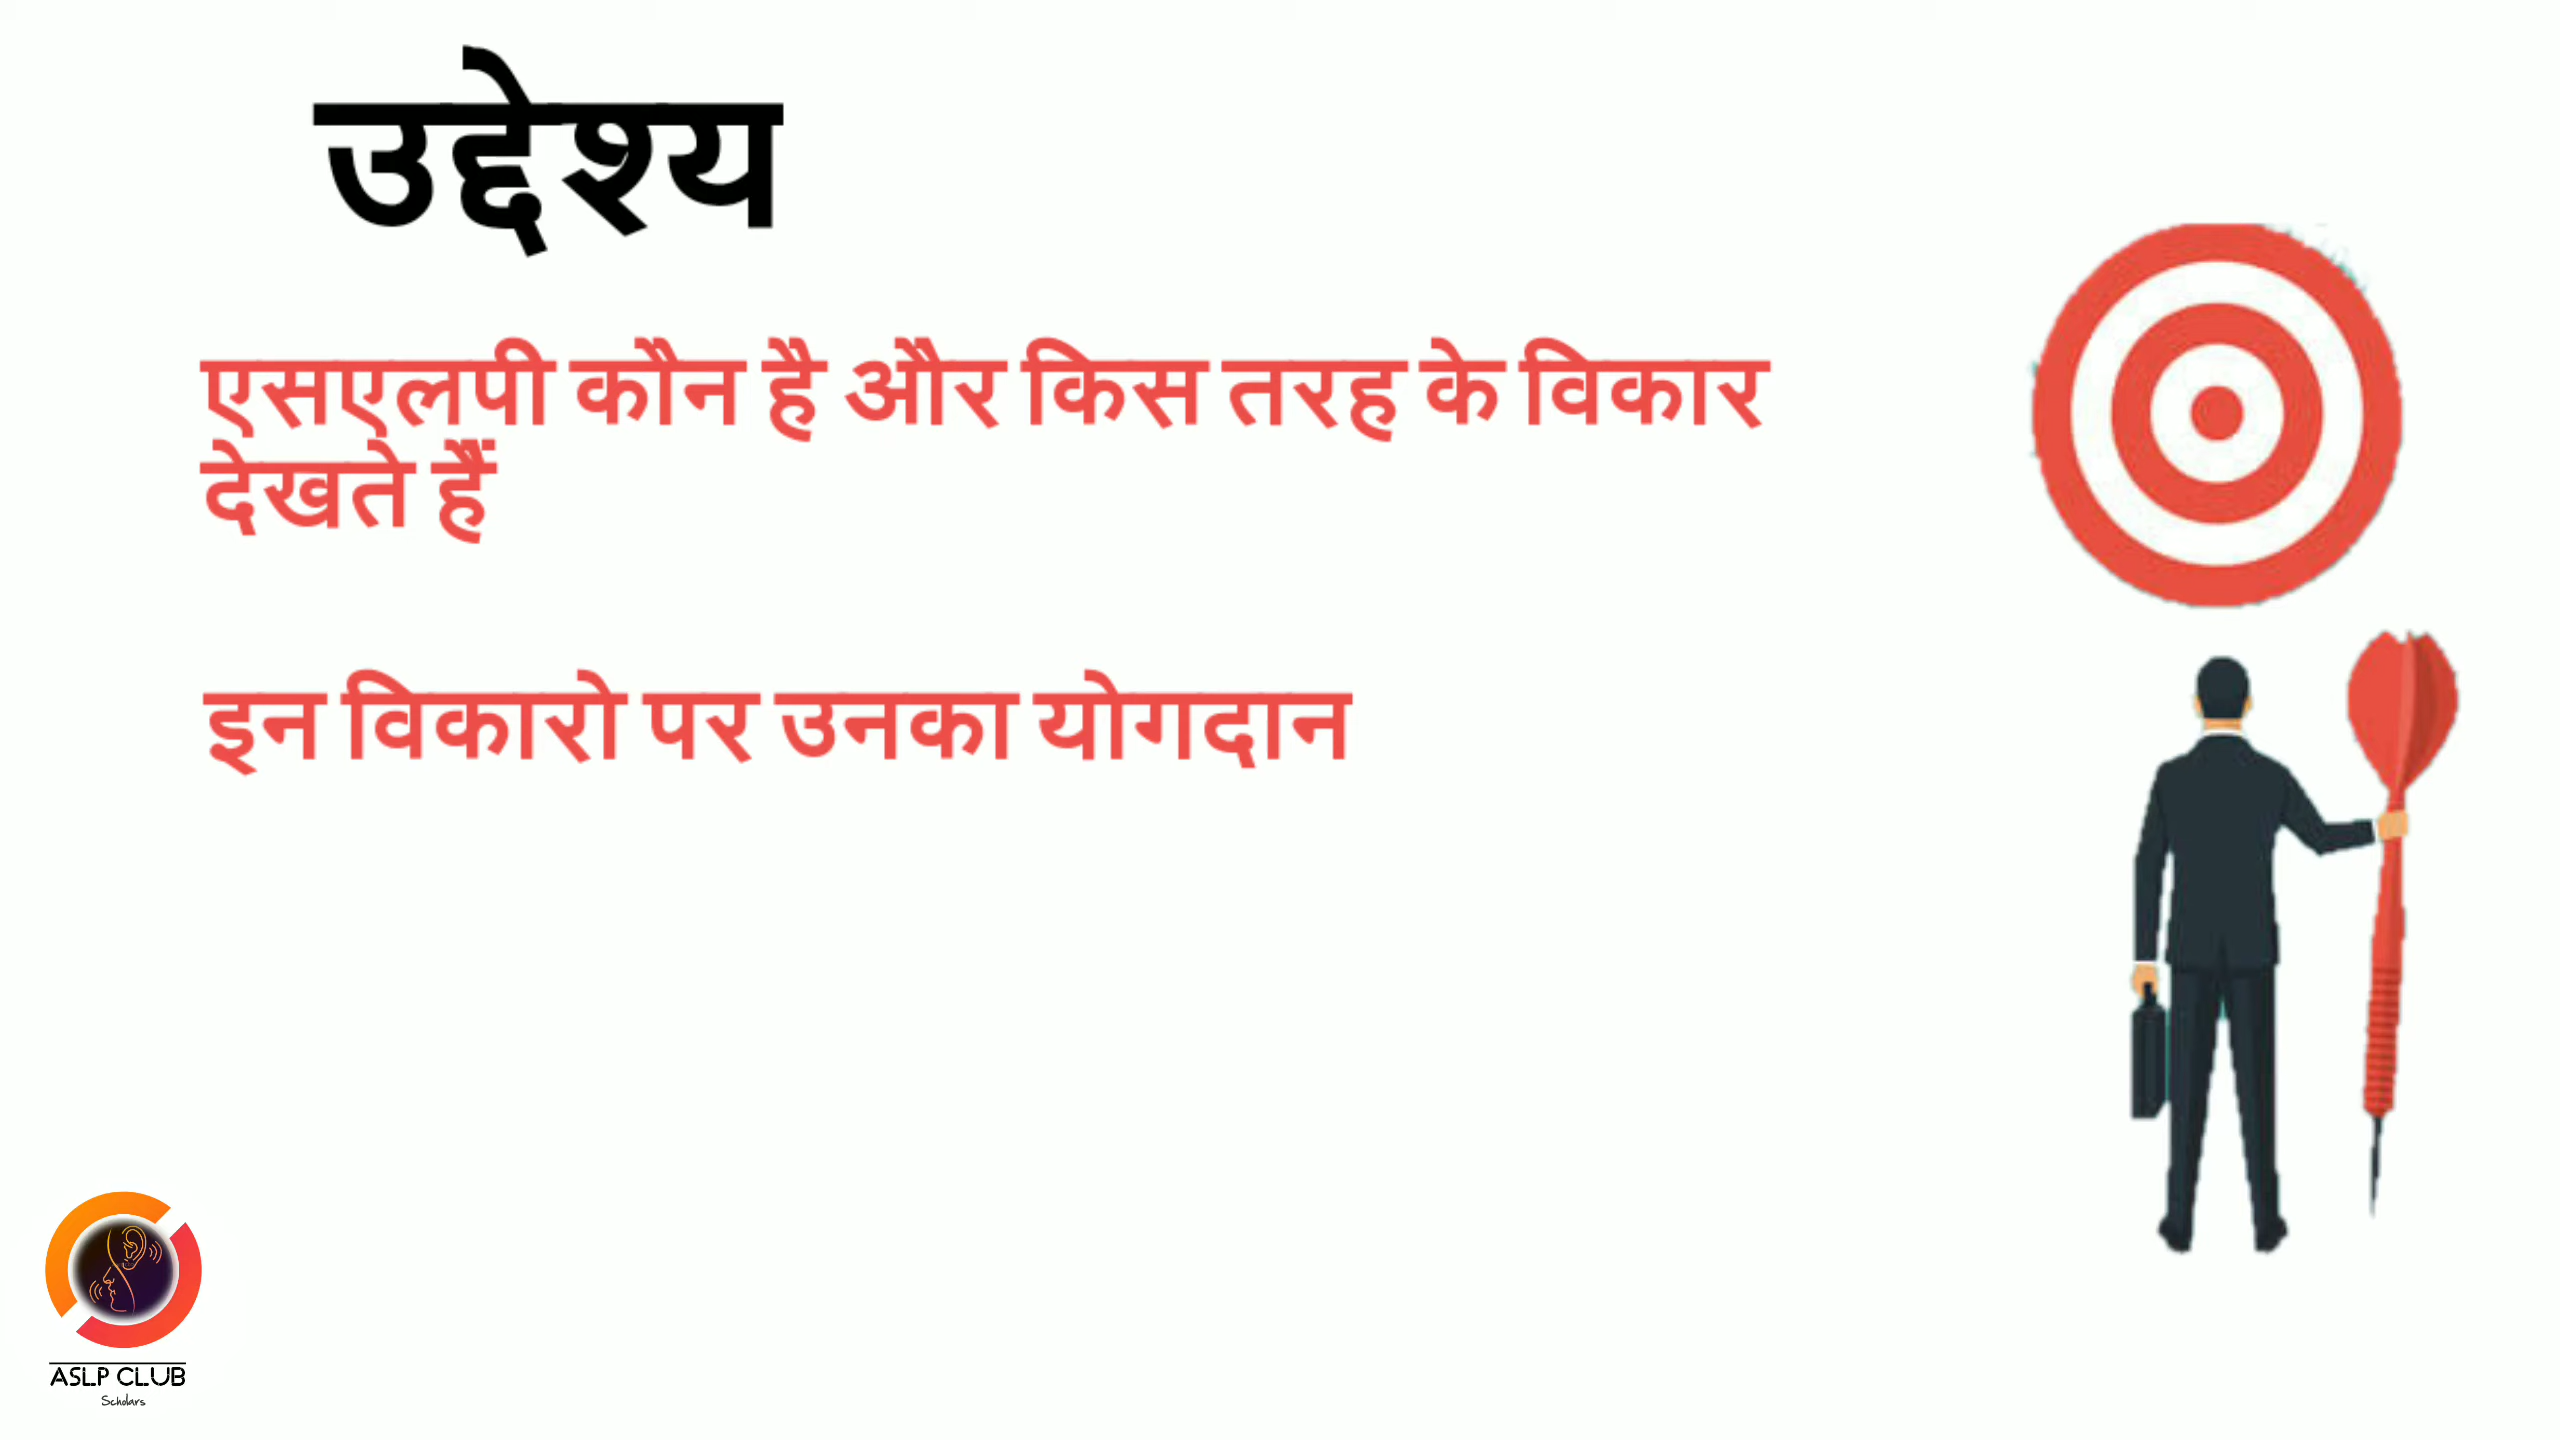 उद्देश्य
एसएलपी कौन है और किस तरह के विकार
देखते हैं
इन विकारो पर उनका योगदान
ASLP CLUB
Scholars